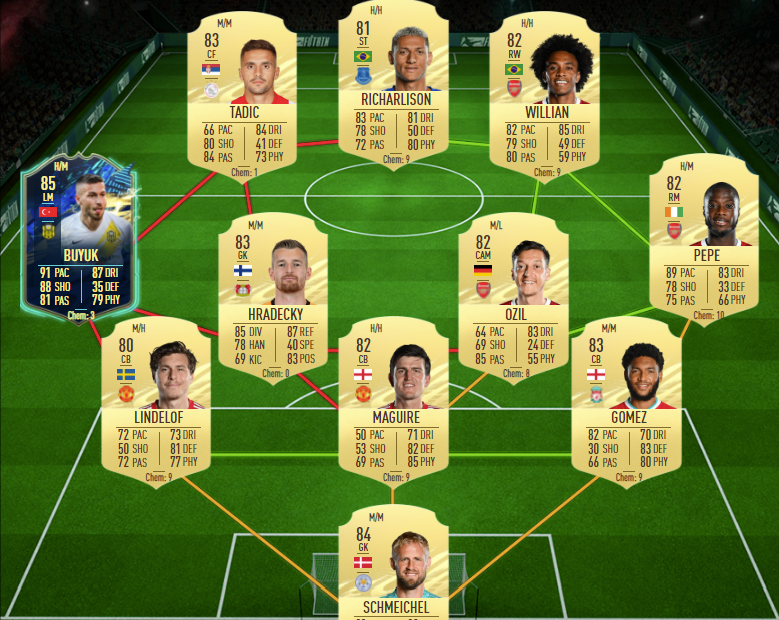 H/H
81
ST
RICHARLISON
83 PAC 81 DRI
78 SHO 50 DEF
72 PAS 80 PHY
Chem: 9
M/M
83
CF
TADIC
66 PAC 84 DRI
80 SHO 41 DEF
84 PAS 73 PHY
Chem: 1
H/H
82
RW
WILLIAN
82 PAC 85 DRI
79 SHO 49 DEF
80 PAS 59 PHY
Chem: 9
H/M
85
LM
BUYUK
91 PAC 87 DRI
88 SHO 35 DEF
81 PAS 79 PHY
Chem: 3
H/M
82
RM
PEPE
89 PAC 83 DRI
78 SHO 33 DEF
75 PAS 66 PHY
Chem: 10
M/M
83
GK
HRADECKY
85 DIV 87 REF
78 HAN 40 SPE
69 KIC 83 POS
Chem: 0
M/L
82
CAM
OZIL
64 PAC 83 DRI
69 SHO 24 DEF
85 PAS 55 PHY
Chem: 8
M/H
80
CB
LINDELOF
72 PAC 73 DRI
50 SHO 81 DEF
72 PAS 77 PHY
Chem: 9
H/H
82
CB
MAGUIRE
50 PAC 71 DRI
53 SHO 82 DEF
69 PAS 85 PHY
Chem: 9
M/M
83
CB
GOMEZ
82 PAC 70 DRI
30 SHO 83 DEF
66 PAS 80 PHY
Chem: 9
M/M
84
GK
SCHMEICHEL